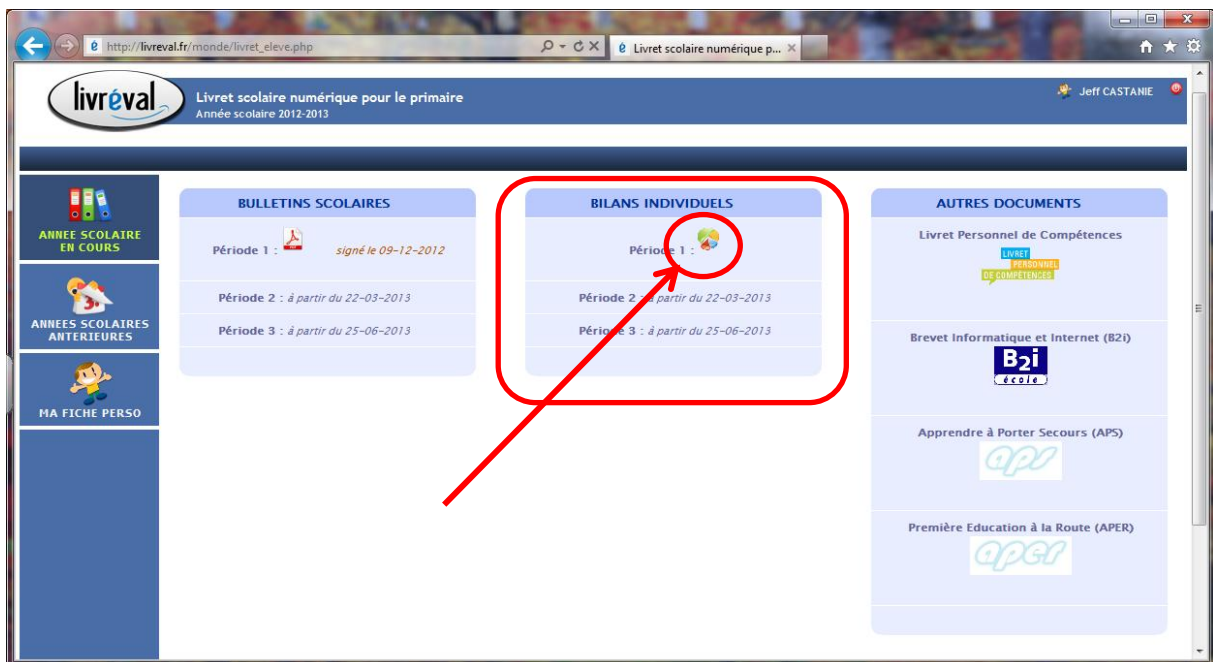 http://livreval.fr/monde/livret_eleve.php
Livret scolaire numérique p...
livréval
Livret scolaire numérique pour le primaire
Année scolaire 2012-2013
Jeff CASTANIE
ANNEE SCOLAIRE
EN COURS
ANNEES SCOLAIRES
ANTERIEURES
MA FICHE PERSO
BULLETINS SCOLAIRES
Période 1 : signé le 09-12-2012
Période 2 : à partir du 22-03-2013
Période 3 : à partir du 25-06-2013
BILANS INDIVIDUELS
Période 1 :
Période 2 : à partir du 22-03-2013
Période 3 : à partir du 25-06-2013
AUTRES DOCUMENTS
Livret Personnel de Compétences
LIVRET
PERSONNEL
DE COMPÉTENCES
Brevet Informatique et Internet (B2i)
B2i
école
Apprendre à Porter Secours (APS)
aps
Première Education à la Route (APER)
aper